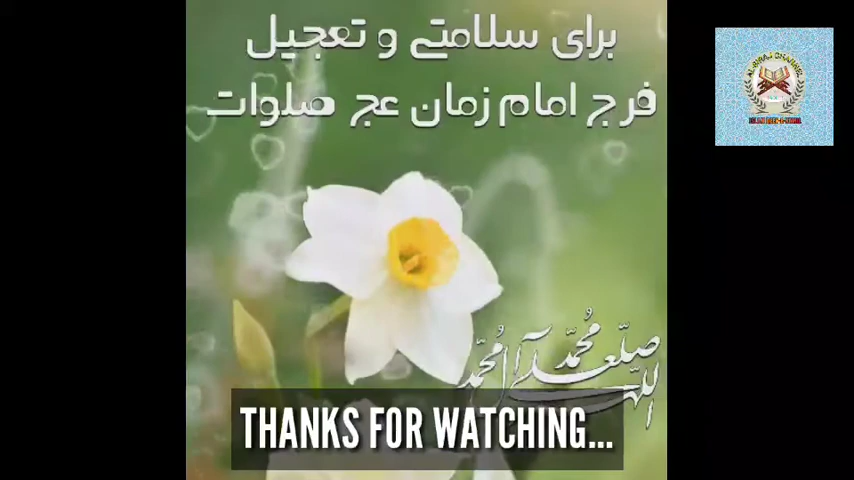 برای سلامتی و تعجیل
فرج امام زمان عج صلوات
اللهم صل علی محمد و آل محمد
THANKS FOR WATCHING...